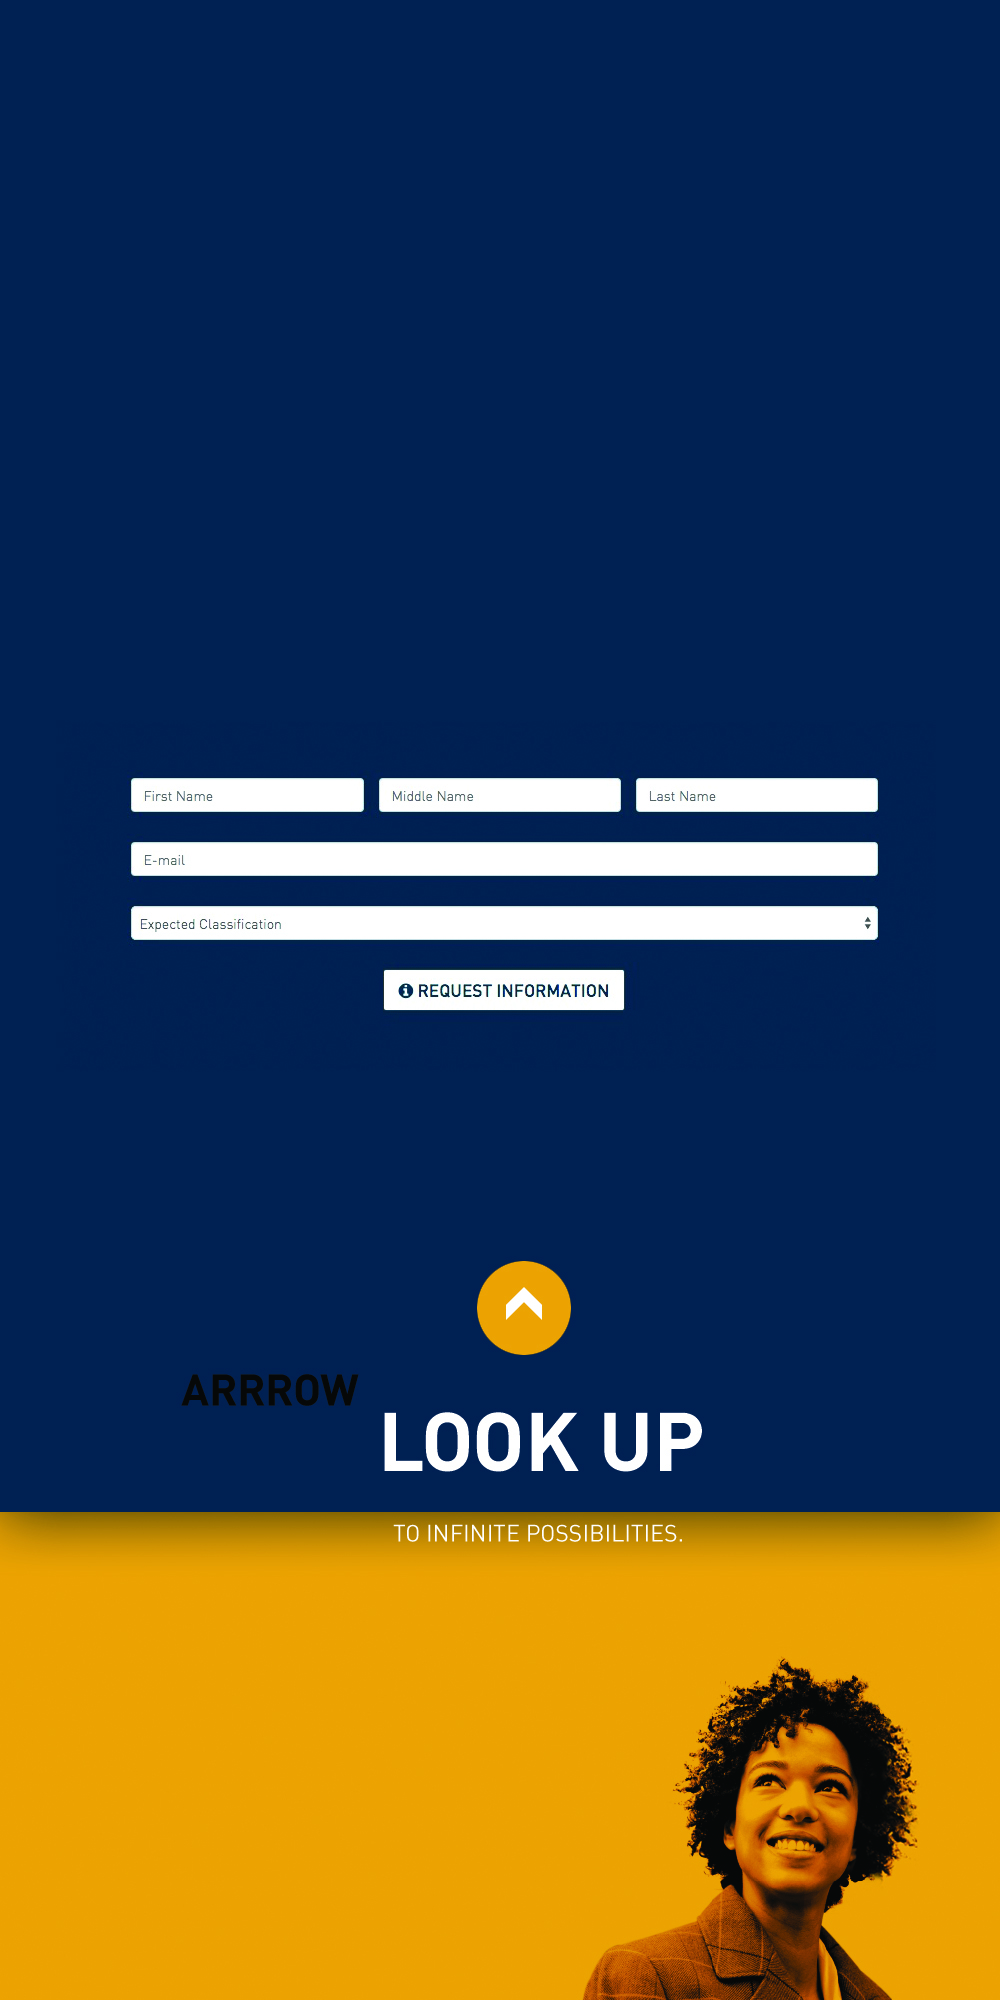 First Name Middle Name Last Name
E-mail
Expected Classification
REQUEST INFORMATION
ARRROW
LOOK UP
TO INFINITE POSSIBILITIES.